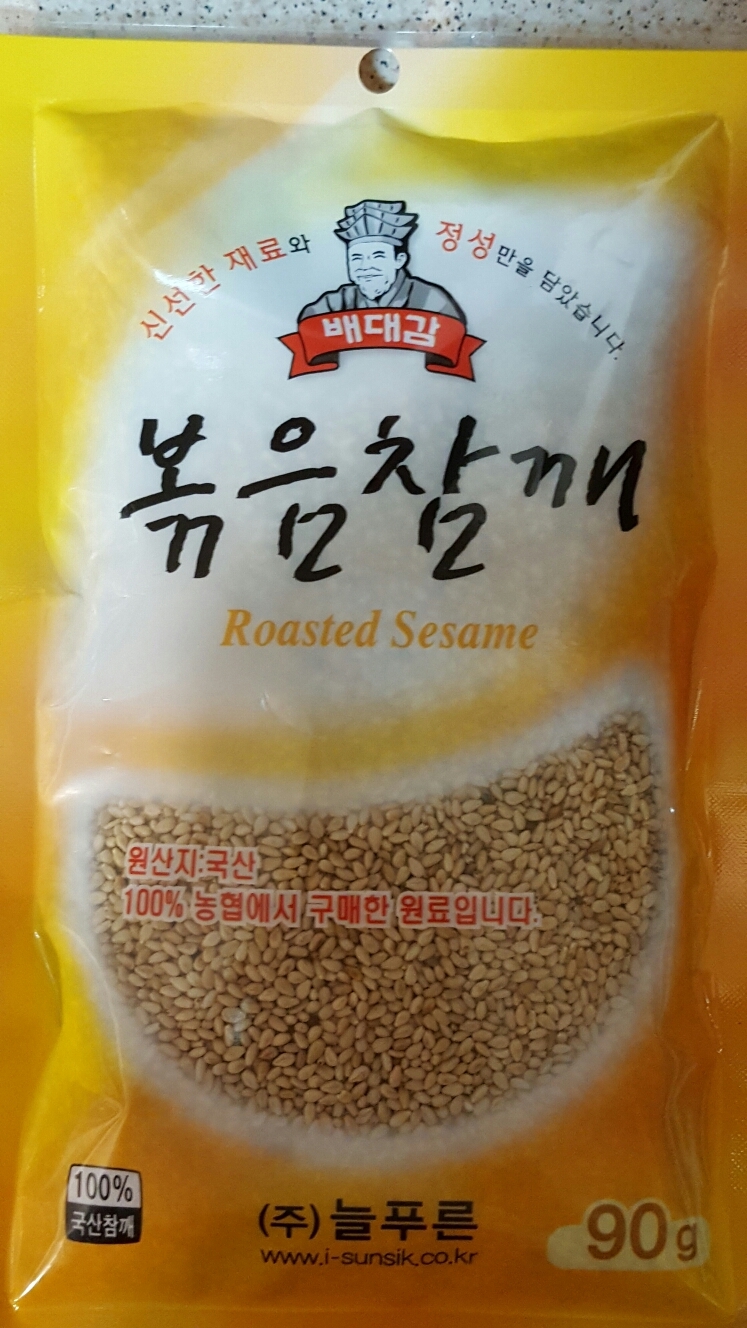 신선한 재료와 정성만을 담았습니다.
배대감
볶음참깨
Roasted Sesame
원산지:국산
100% 농협에서 구매한 원료입니다.
100%
국산참깨
(주)늘푸른
www.i-sunsik.co.kr
90g